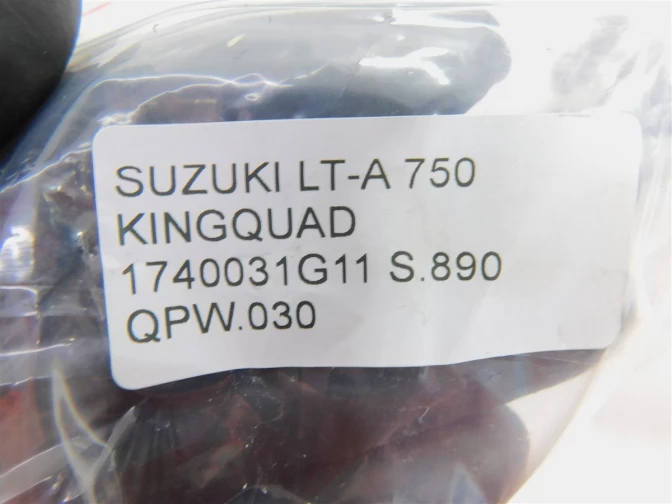 SUZUKI LT-A 750
KINGQUAD
1740031G11 S.890
QPW.030